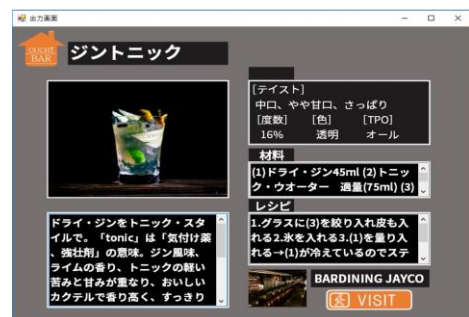 出力画面
OUCHI
BAR
ジントニック
[テイスト]
中口、やや甘口、さっぱり
[度数] [色] [TPO]
16% 透明 オール
材料
(1)ドライ・ジン45ml (2)トニッ
ク・ウオーター 適量(75ml) (3)
レシピ
1.グラスに(3)を絞り入れ皮も入
れる2.氷を入れる3.(1)を量り入
れる→(1)が冷えているのでステ
ドライ・ジンをトニック・スタ
イルで。「tonic」は「気付け薬
、強壮剤」の意味。ジン風味、
ライムの香り、トニックの軽い
苦みと甘みが重なり、おいしい
カクテルで香り高く、すっきり
BARDINING JAYCO
VISIT